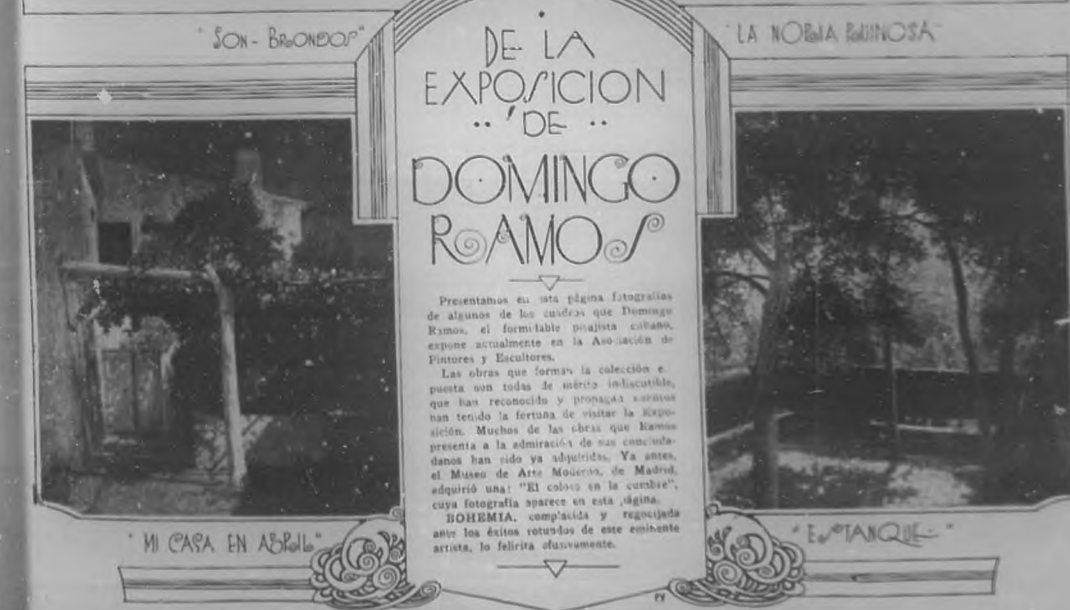 "SON-BRONDOS"
"LA NORIA RUINOSA"
DE LA
EXPOSICION
DE
DOMINGO
RAMOS
Presentamos en esta página fotografías
de algunos de los cuadros que Domingo
Ramos, el formidable paisajista cubano,
expone actualmente en la Asociación de
Pintores y Escultores.
Las obras que forman la colección e
puesta son todas de mérito indiscutible,
que han reconocido y propagan cuantos
han tenido la fortuna de visitar la Expo-
sición. Muchos de las obras que Ramos
presenta a la admiración de sus conciuda-
danos han sido ya adquiridas. Ya antes,
el Museo de Arte Moderno, de Madrid,
adquirió una: "El coloso en la cumbre",
cuya fotografía aparece en esta página.
BOHEMIA, complacida y regocijada
ante los éxitos rotundos de este eminente
artista, lo felicita efusivamente.
"MI CASA EN ABRIL"
"ESTANQUE"